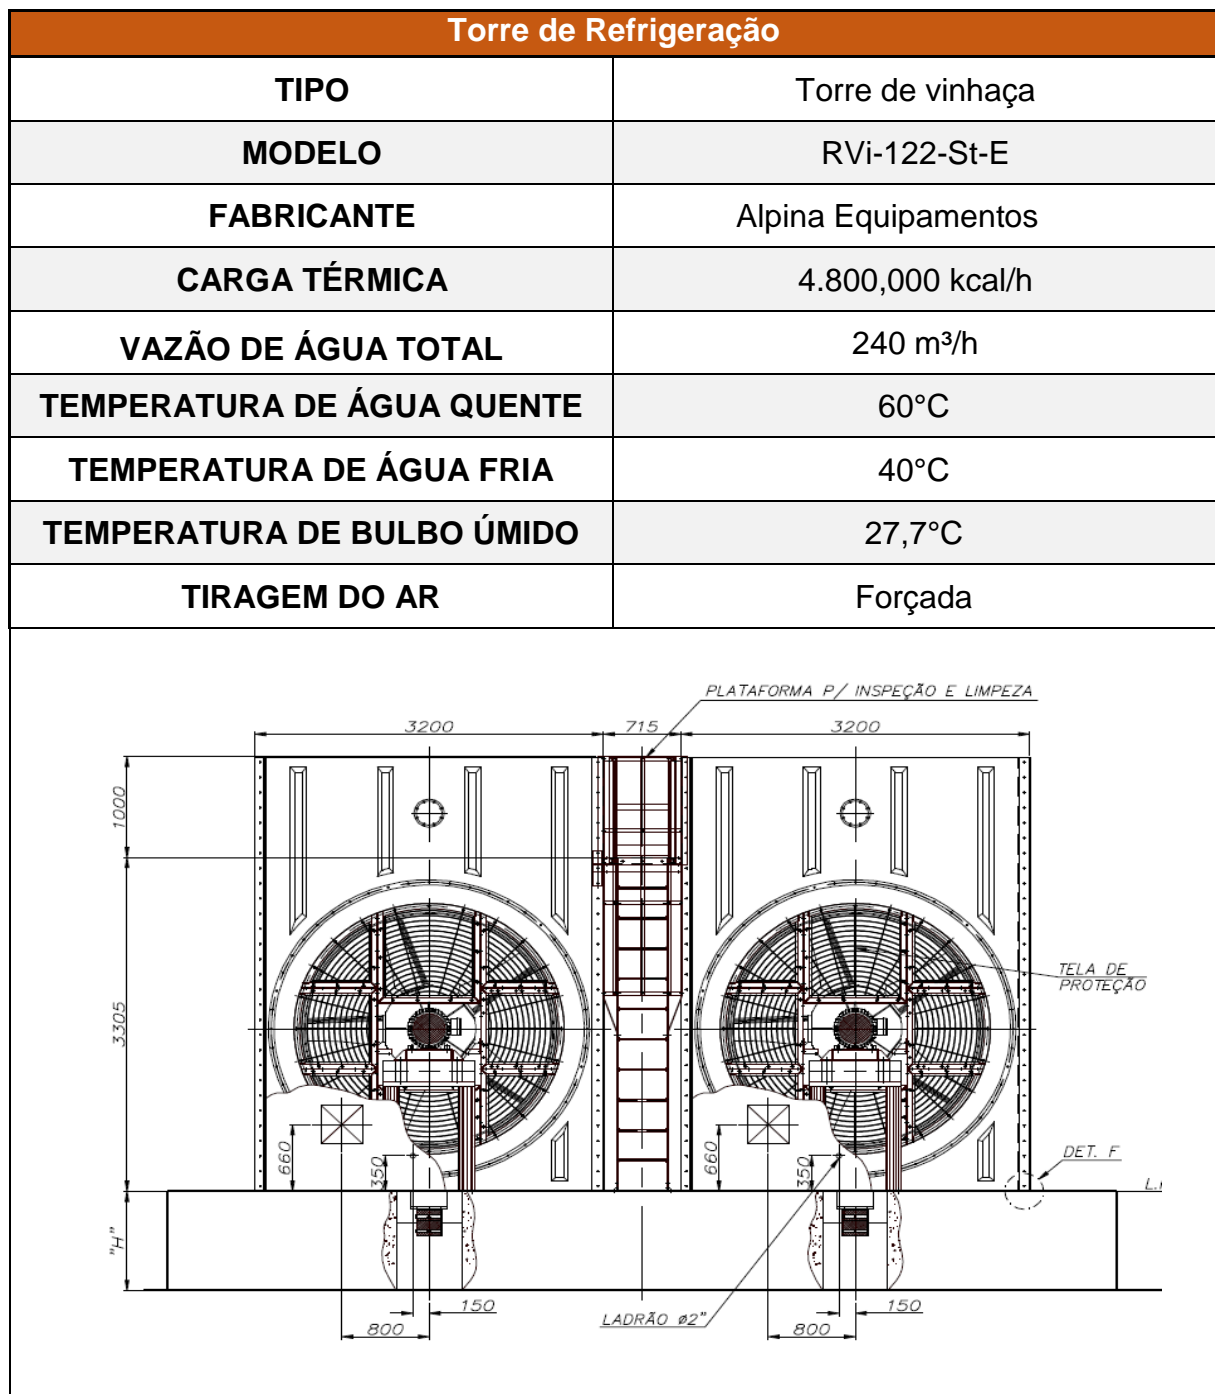 Torre de Refrigeração
TIPO Torre de vinhaça
MODELO RVi-122-St-E
FABRICANTE Alpina Equipamentos
CARGA TÉRMICA 4.800,000 kcal/h
VAZÃO DE ÁGUA TOTAL 240 m³/h
TEMPERATURA DE ÁGUA QUENTE 60°C
TEMPERATURA DE ÁGUA FRIA 40°C
TEMPERATURA DE BULBO ÚMIDO 27,7°C
TIRAGEM DO AR Forçada
PLATAFORMA P/ INSPEÇÃO E LIMPEZA
3200 715 3200
1000
3305
TELA DE
PROTEÇÃO
660 350 660 350
DET. F
"H"
150 150
LADRÃO ø2"
800 800